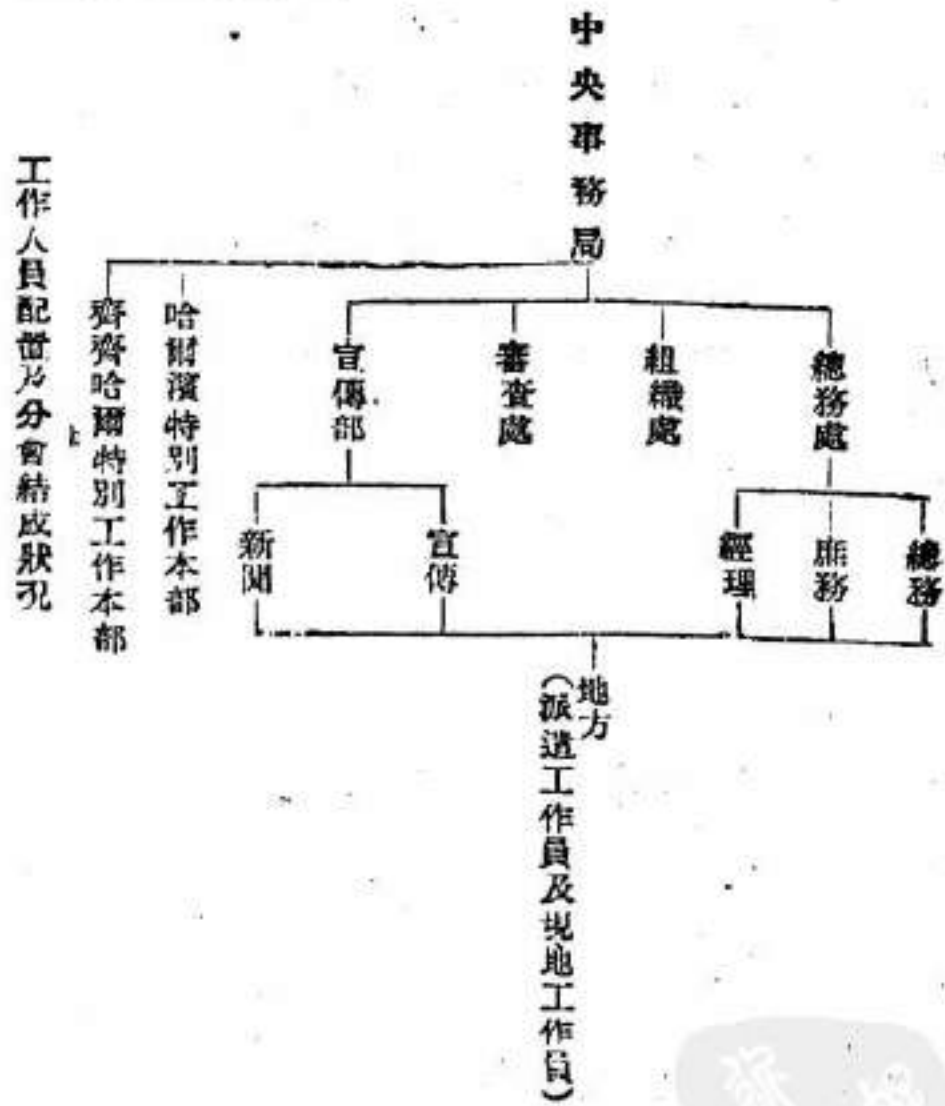 中央事務局
總務處
組織處
審査處
宣傳部
總務
庶務
經理
宣傳
新聞
地方
(派遣工作員及現地工作員)
哈爾濱特別工作本部
齊齊哈爾特別工作本部
工作人員配置及分會結成狀況